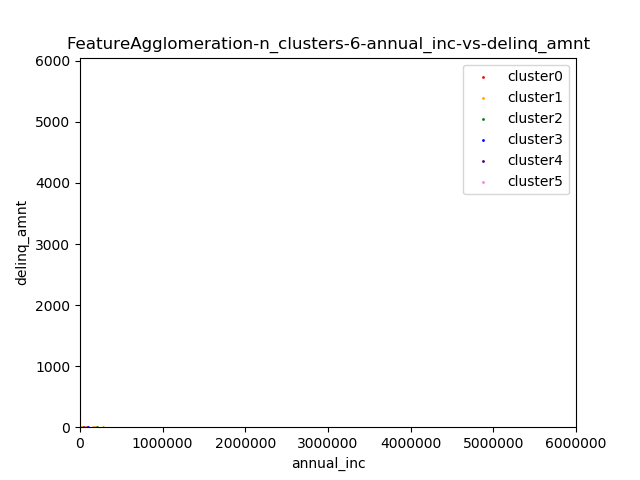 FeatureAgglomeration-n_clusters-6-annual_inc-vs-delinq_amnt
6000
5000
4000
3000
2000
1000
0
delinq_amnt
cluster0
cluster1
cluster2
cluster3
cluster4
cluster5
0 1000000 2000000 3000000 4000000 5000000 6000000
annual_inc